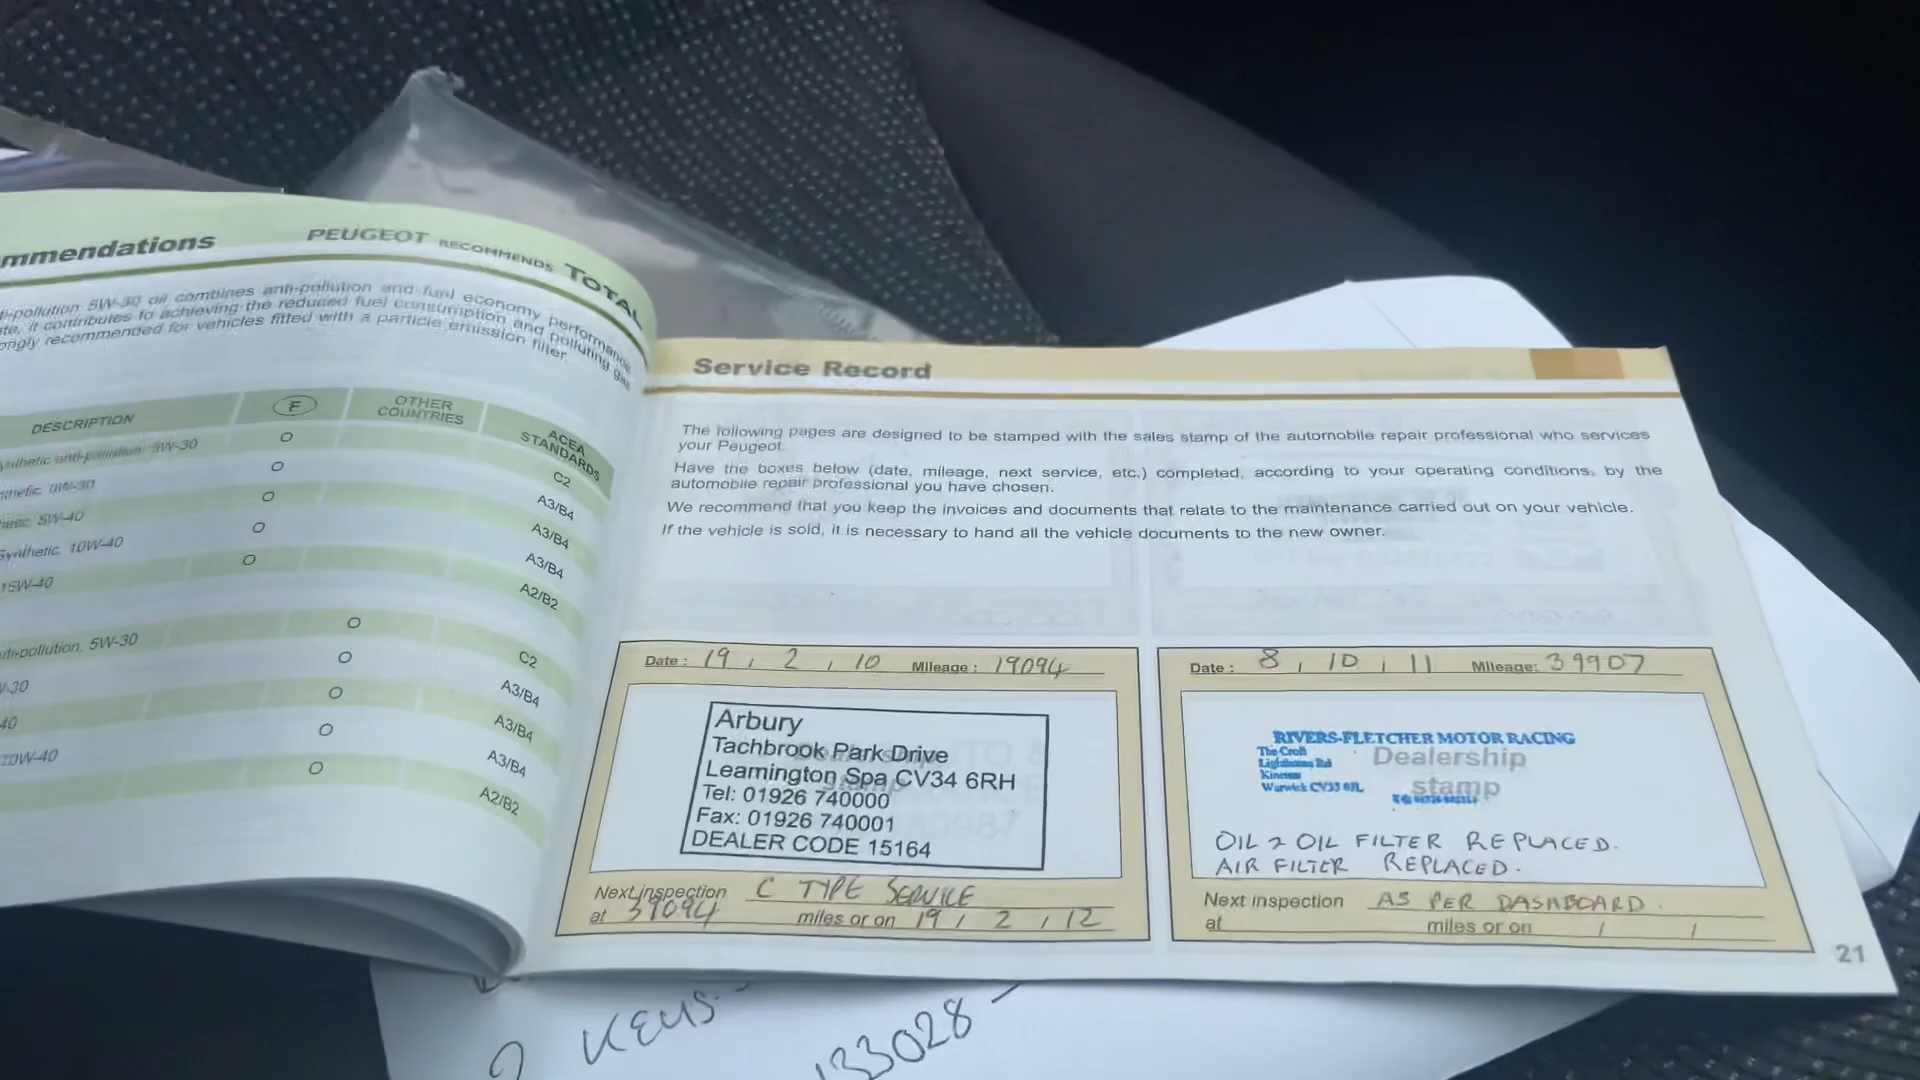 mmendations
PEUGEOT RECOMMENDS TOTAL
i-pollution 5W-30 oil combines anti-pollution and fuel economy performance
te, it contributes to achieving the reduced fuel consumption and polluting ga
ongly recommended for vehicles fitted with a particle emission filter.
DESCRIPTION F OTHER COUNTRIES ACEA STANDARDS
ynthetic anti-pollution 5W-30 O C2
nthetic 0W-30 O A3/B4
5W-40 O A3/B4
Synthetic 10W-40 O A3/B4
15W-40 O A2/B2
nti-pollution, 5W-30 O C2
W-30 O A3/B4
40 O A3/B4
10W-40 O A3/B4
O A2/B2
Service Record
The following pages are designed to be stamped with the sales stamp of the automobile repair professional who services
your Peugeot.
Have the boxes below (date, mileage, next service, etc.) completed, according to your operating conditions, by the
automobile repair professional you have chosen.
We recommend that you keep the invoices and documents that relate to the maintenance carried out on your vehicle.
If the vehicle is sold, it is necessary to hand all the vehicle documents to the new owner.
Date : 19 / 2 / 10 Mileage : 19094
Arbury
Tachbrook Park Drive
Leamington Spa CV34 6RH
Tel: 01926 740000
Fax: 01926 740001
DEALER CODE 15164
Next inspection C TYPE SERVICE
at 39094 miles or on 19 / 2 / 12
Date : 8 / 10 / 11 Mileage: 39907
RIVERS-FLETCHER MOTOR RACING
The Croft
Lighthorne Rd
Kineton
Warwick CV35
Dealership
stamp
OIL & OIL FILTER REPLACED.
AIR FILTER REPLACED.
Next inspection AS PER DASHBOARD.
at miles or on / /
21
2 KEYS -
133028 -